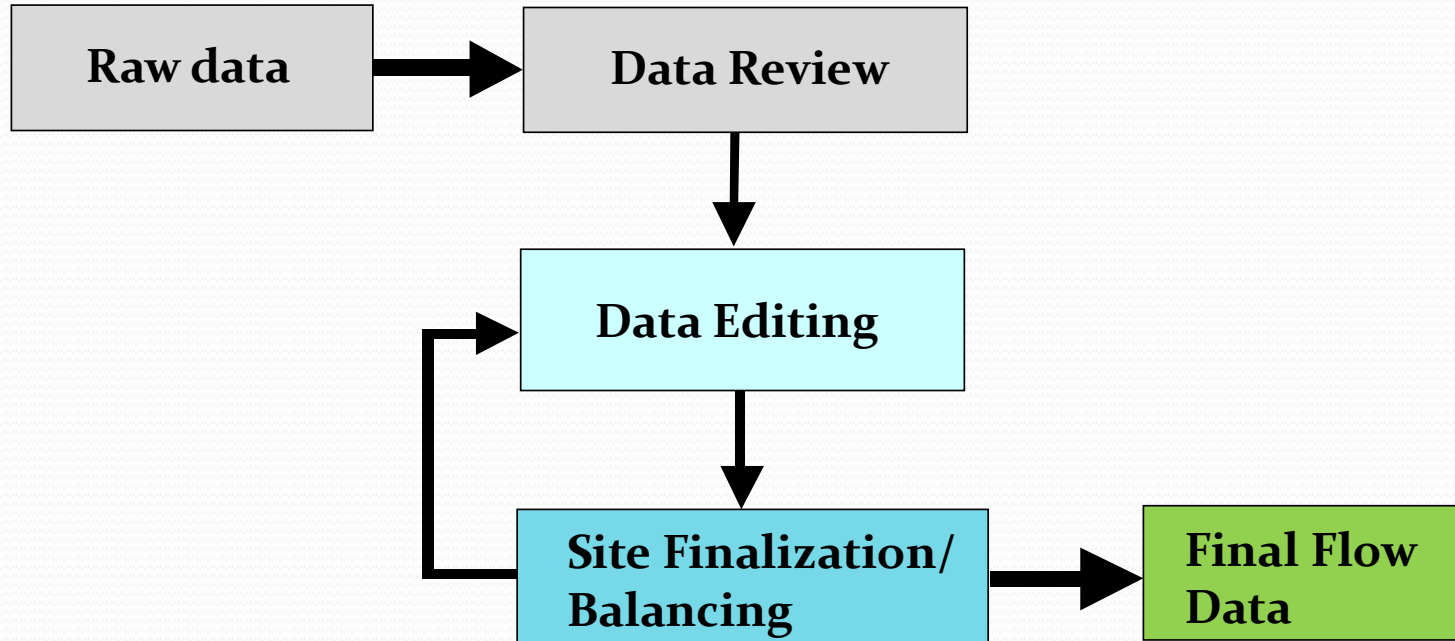 Raw data
Data Review
Data Editing
Site Finalization/
Balancing
Final Flow
Data